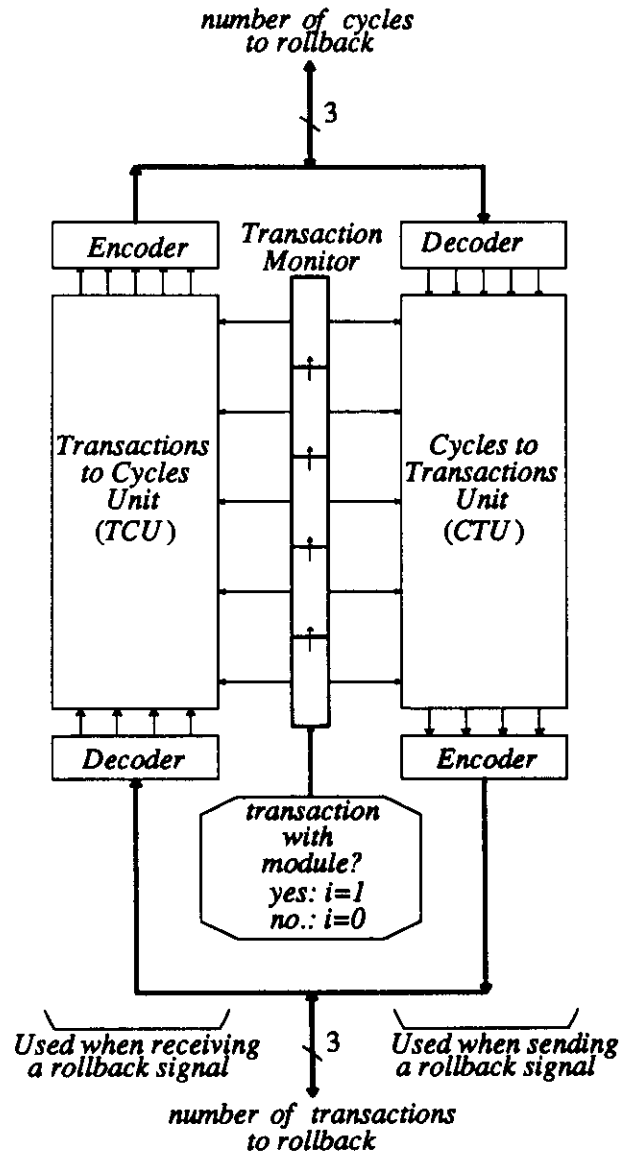 number of cycles
to rollback
3
Encoder
Transaction
Monitor
Decoder
Transactions
to Cycles
Unit
(TCU)
Cycles to
Transactions
Unit
(CTU)
Decoder
Encoder
transaction
with
module?
yes: i=1
no.: i=0
Used when receiving
a rollback signal
3
Used when sending
a rollback signal
number of transactions
to rollback